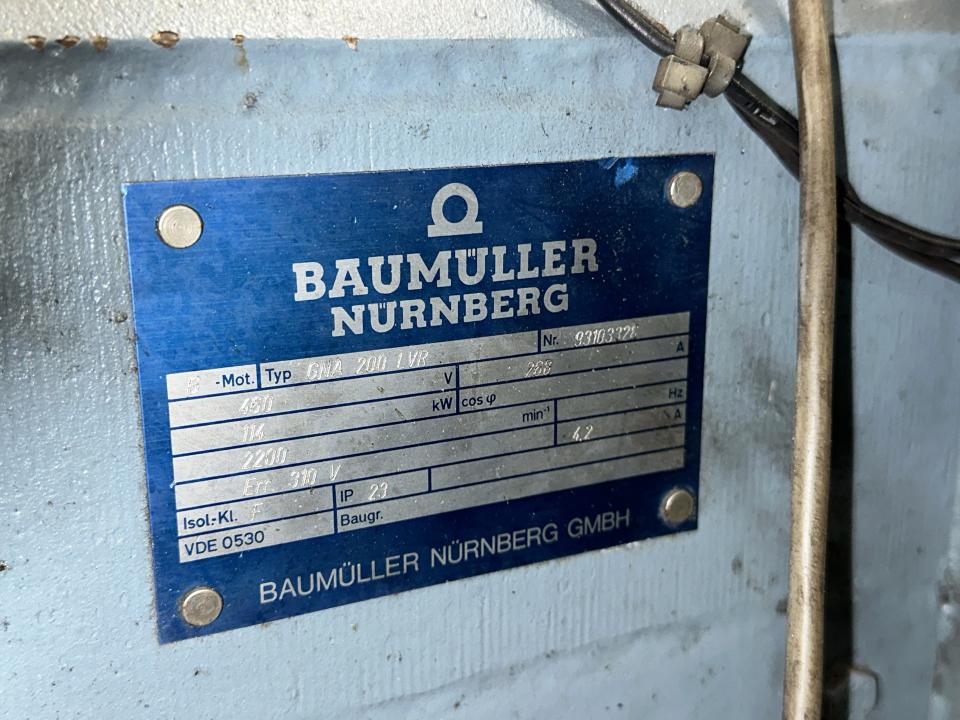 BAUMÜLLER
NÜRNBERG
G -Mot. Typ GNA 200 LVR Nr. 9310332
460 V 268 A
114 kW cos φ
2200 min⁻¹ Hz
Err. 310 V 4,2 A
Isol.-Kl. F IP 23
VDE 0530 Baugr.
BAUMÜLLER NÜRNBERG GMBH